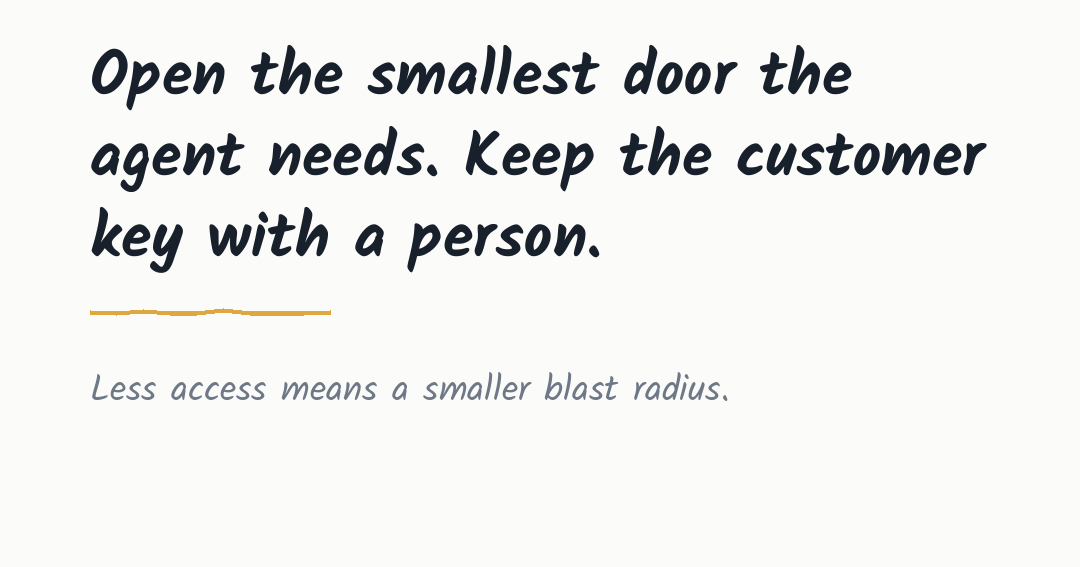 Open the smallest door the
agent needs. Keep the customer
key with a person.
Less access means a smaller blast radius.